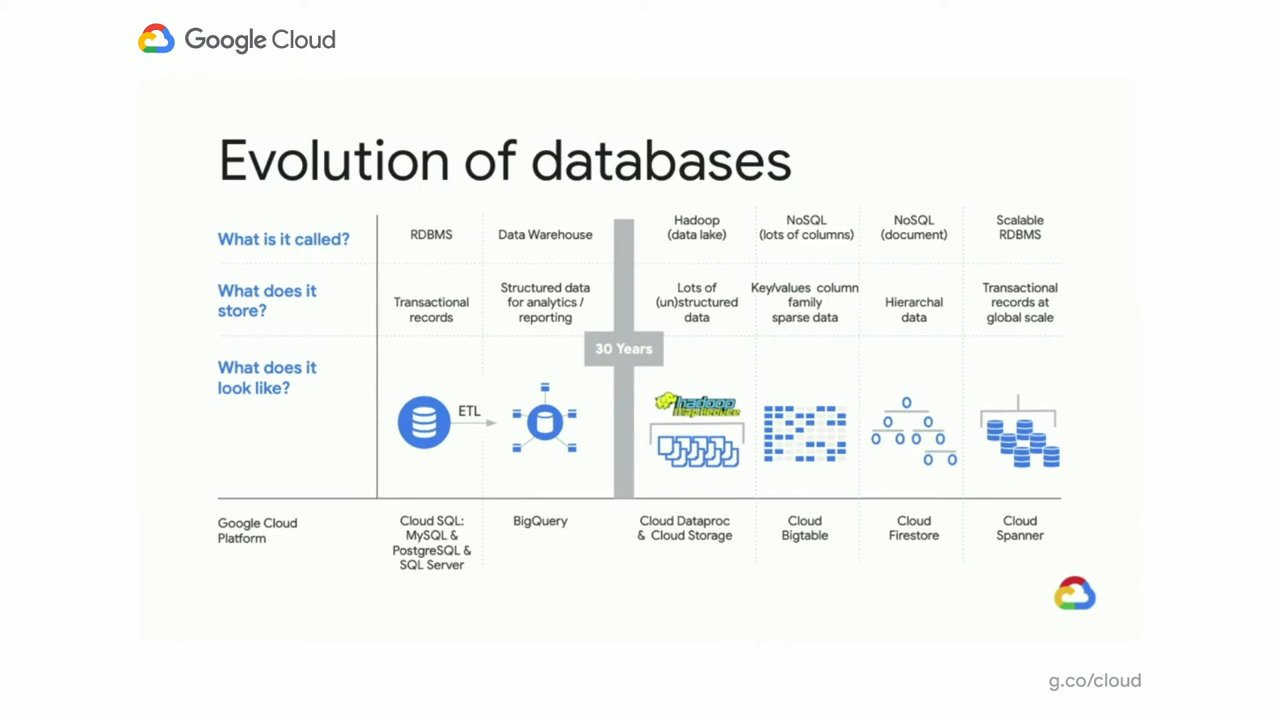 Google Cloud
Evolution of databases
What is it called?
RDBMS
Data Warehouse
Hadoop
(data lake)
NoSQL
(lots of columns)
NoSQL
(document)
Scalable
RDBMS
What does it
store?
Transactional
records
Structured data
for analytics /
reporting
Lots of
(un)structured
data
Key/values column
family
sparse data
Hierarchal
data
Transactional
records at
global scale
30 Years
What does it
look like?
ETL
hadoop
MapReduce
Google Cloud
Platform
Cloud SQL:
MySQL &
PostgreSQL &
SQL Server
BigQuery
Cloud Dataproc
& Cloud Storage
Cloud
Bigtable
Cloud
Firestore
Cloud
Spanner
g.co/cloud